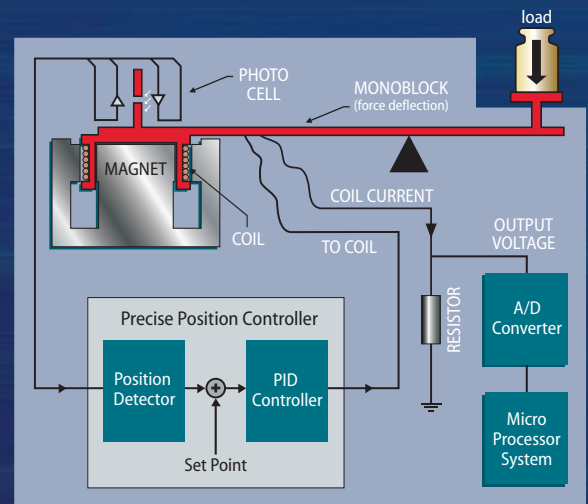 load
PHOTO
CELL
MONOBLOCK
(force deflection)
MAGNET
COIL
COIL CURRENT
TO COIL
OUTPUT
VOLTAGE
RESISTOR
A/D
Converter
Precise Position Controller
Position
Detector
PID
Controller
Set Point
Micro
Processor
System